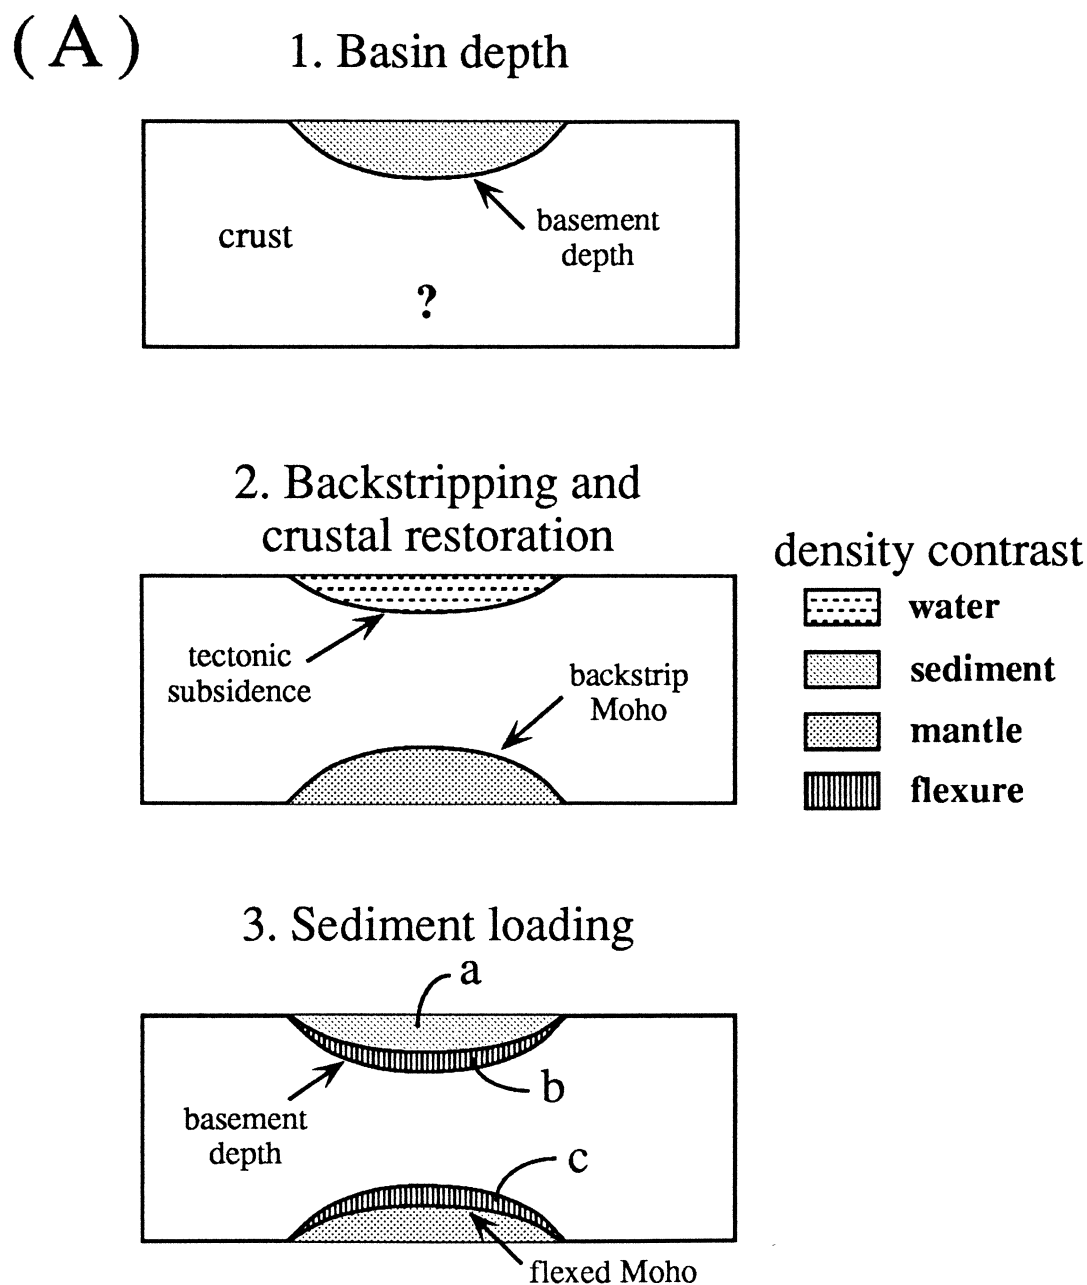 (A)
1. Basin depth
crust
basement
depth
?
2. Backstripping and
crustal restoration
tectonic
subsidence
backstrip
Moho
density contrast
water
sediment
mantle
flexure
3. Sediment loading
a
b
basement
depth
c
flexed Moho